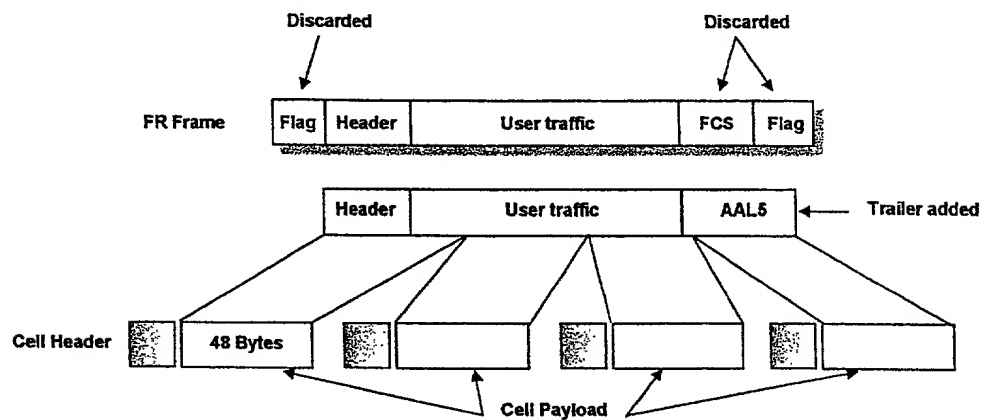 Discarded
Discarded
FR Frame
Flag
Header
User traffic
FCS
Flag
Header
User traffic
AAL5
Trailer added
Cell Header
48 Bytes
Cell Payload